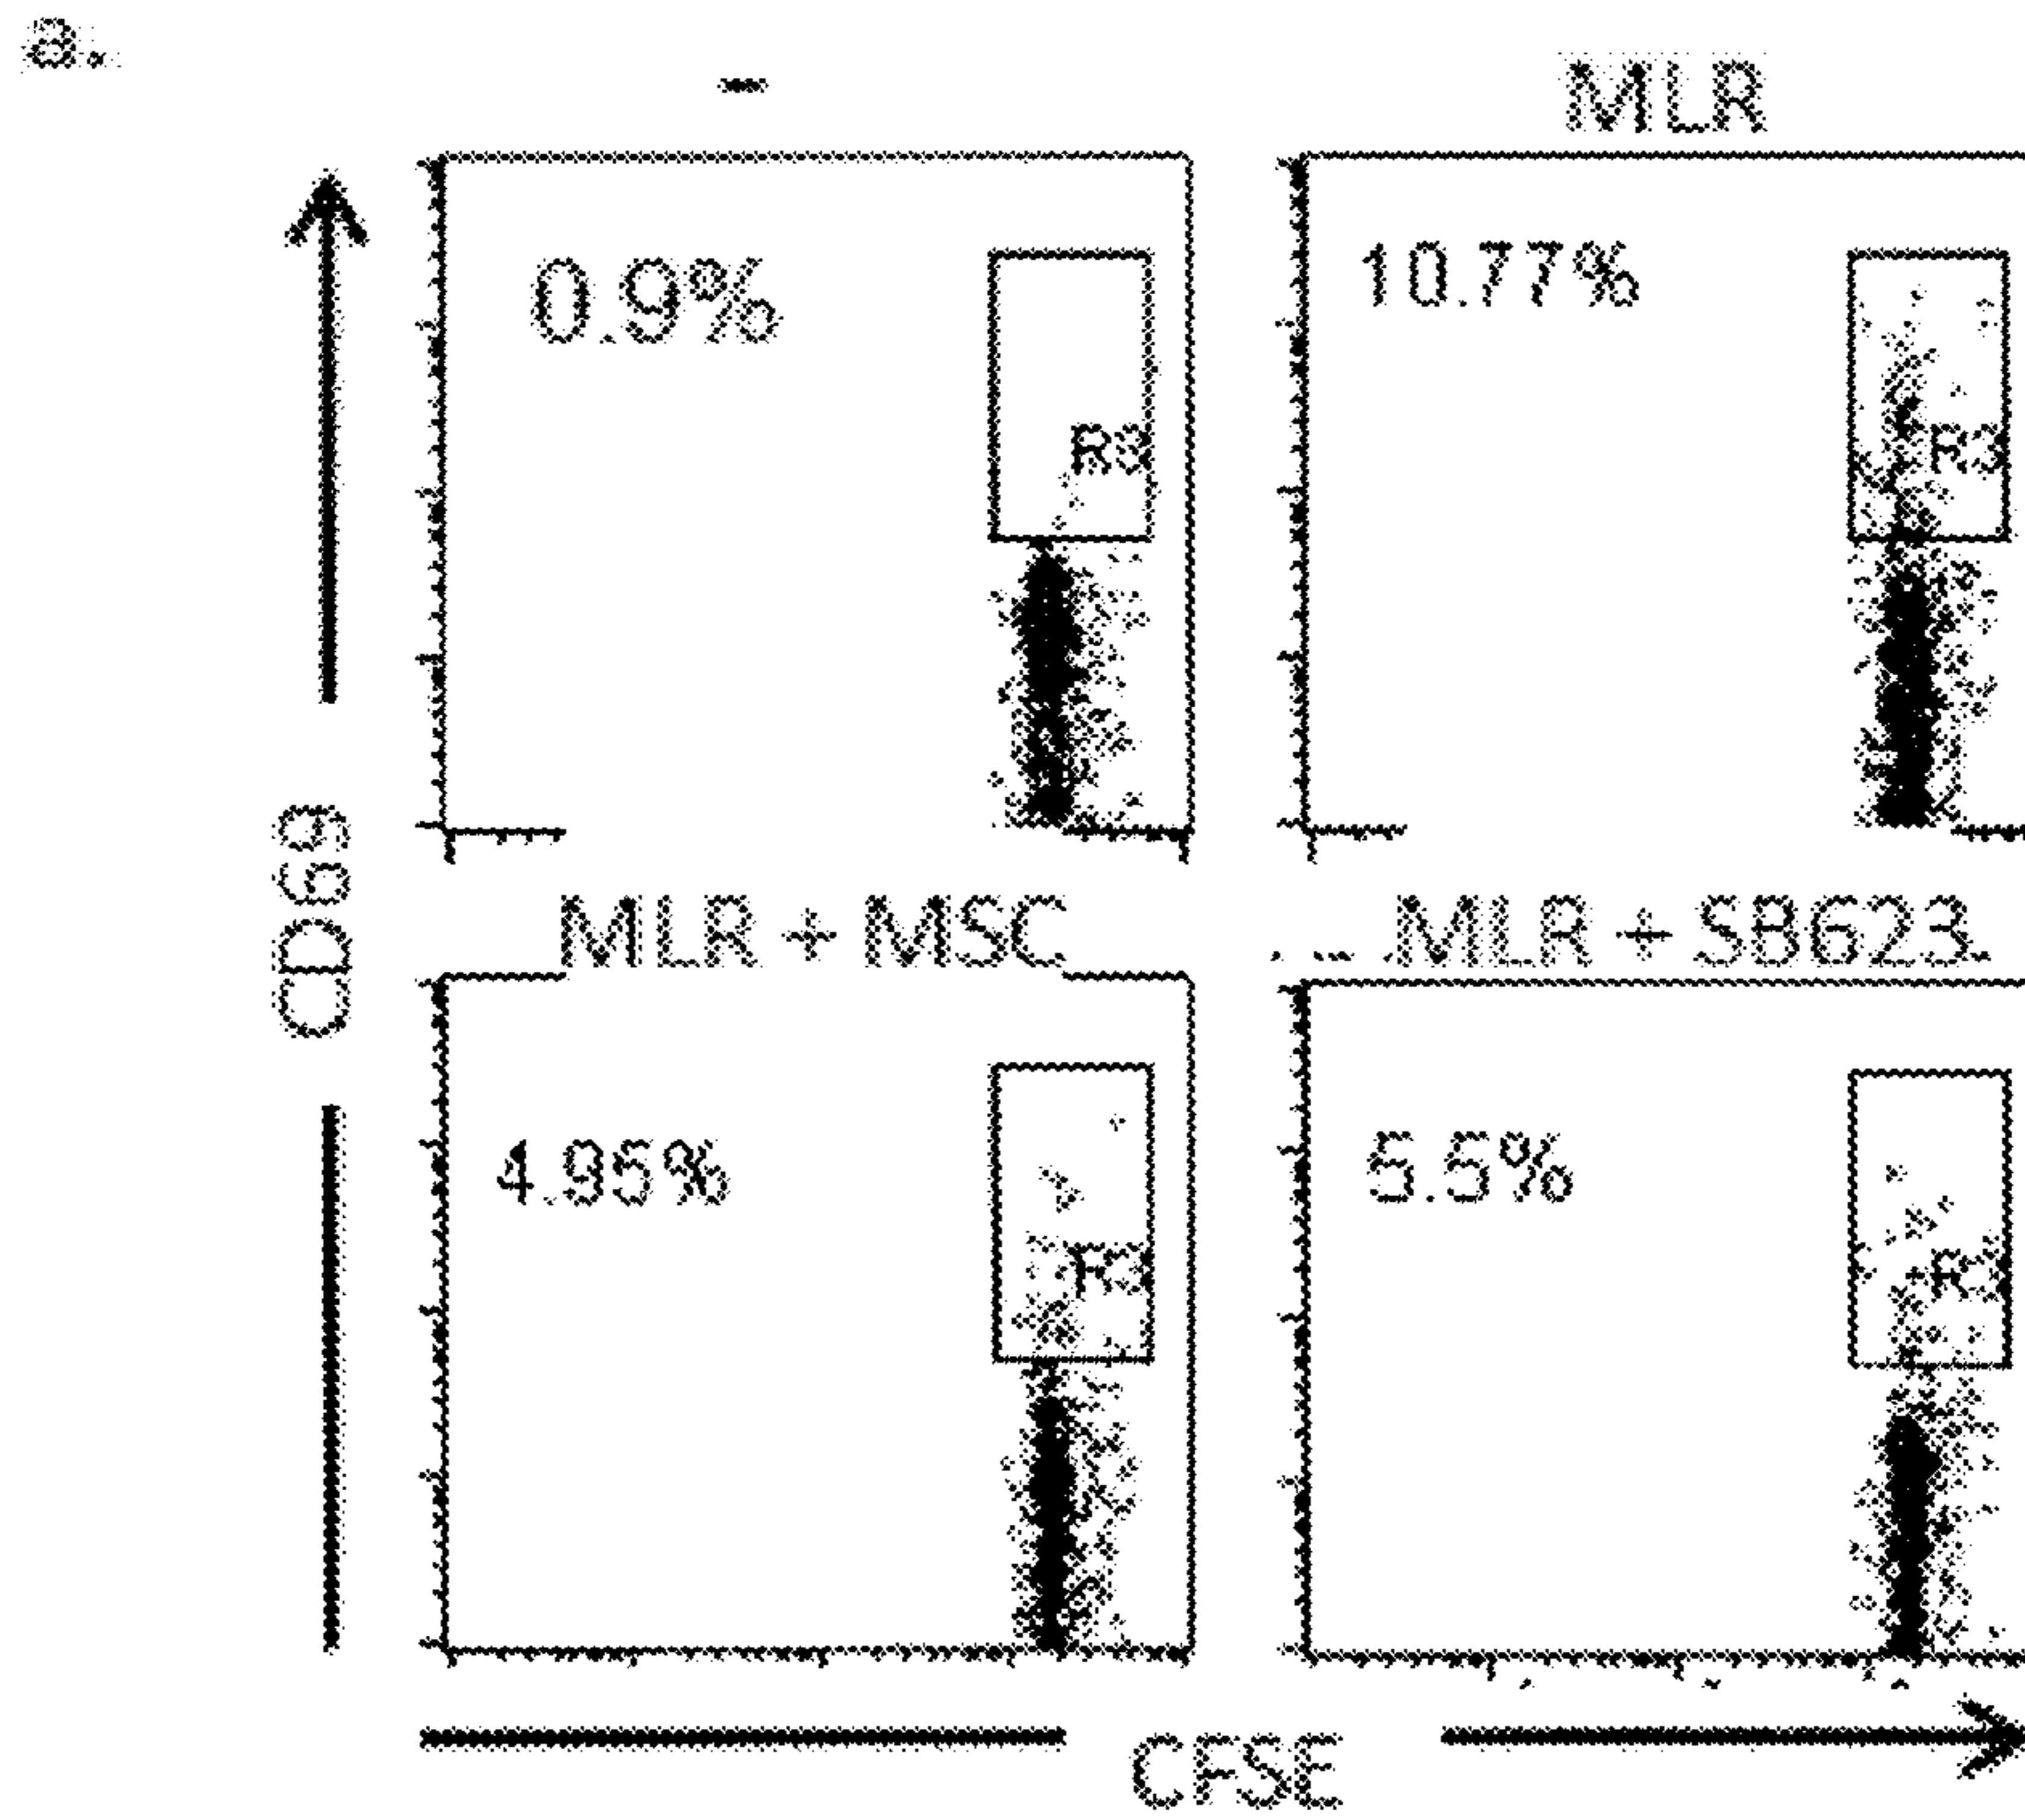 a.
- MLR
0.9% 10.77%
R3 R3
CD69
MLR + MSC MLR + SB623
4.95% 5.5%
R3 R3
CFSE